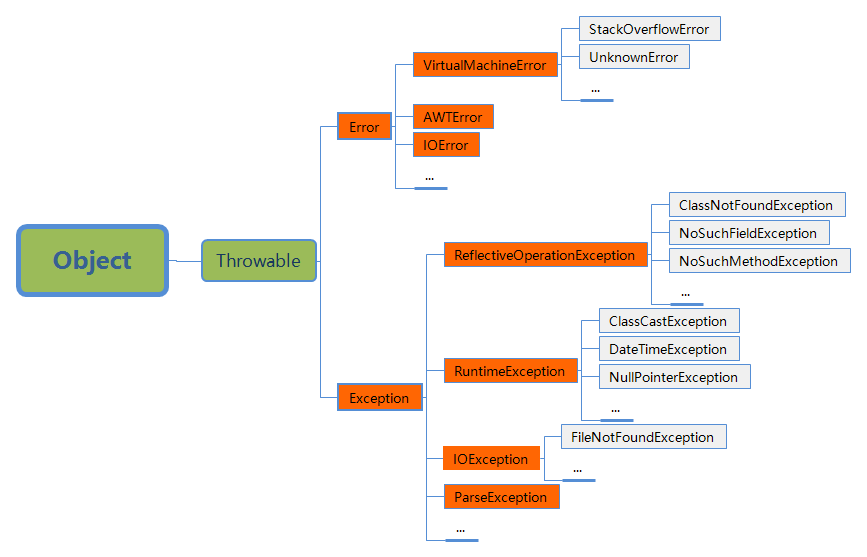 Object
Throwable
Error
VirtualMachineError
StackOverflowError
UnknownError
...
AWTError
IOError
...
Exception
ReflectiveOperationException
ClassNotFoundException
NoSuchFieldException
NoSuchMethodException
...
RuntimeException
ClassCastException
DateTimeException
NullPointerException
...
IOException
FileNotFoundException
...
ParseException
...